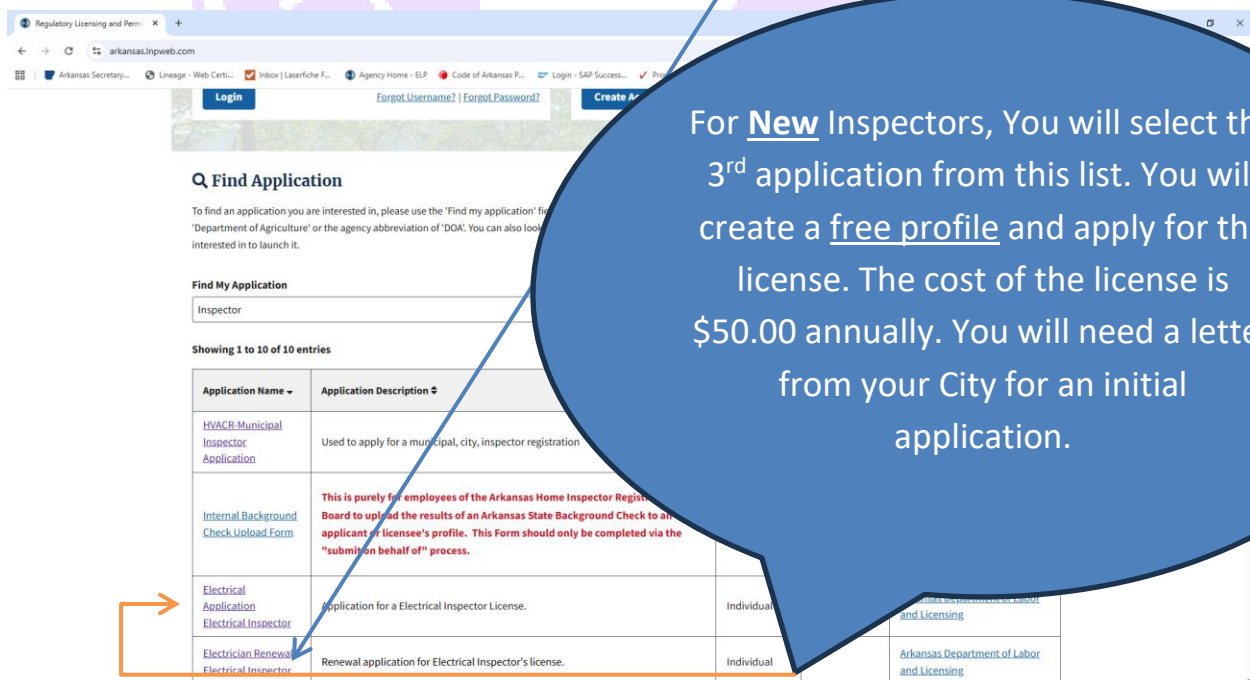 Regulatory Licensing and Perm
arkansas.lnpweb.com
Arkansas Secretary... Lineage - Web Certi... Inbox | Laserfiche F... Agency Home - ELP Code of Arkansas P... Login - SAP Success...
Login Forgot Username? | Forgot Password? Create
Find Application
To find an application you are interested in, please use the 'Find my application'
'Department of Agriculture' or the agency abbreviation of 'DOA'. You can also look
interested in to launch it.
Find My Application
Inspector
Showing 1 to 10 of 10 entries
Application Name Application Description
HVACR-Municipal
Inspector
Application
Used to apply for a municipal, city, inspector registration
Internal Background
Check Upload Form
This is purely for employees of the Arkansas Home Inspector
Board to upload the results of an Arkansas State Background Check to an
applicant or licensee's profile. This Form should only be completed via the
"submit on behalf of" process.
Electrical
Application
Electrical Inspector
Application for a Electrical Inspector License.
Individual
and Licensing
Electrician Renewal
Electrical Inspector
Renewal application for Electrical Inspector's license.
Individual
Arkansas Department of Labor
and Licensing
For New Inspectors, You will select
3rd application from this list. You
create a free profile and apply for
license. The cost of the license is
$50.00 annually. You will need a
from your City for an initial
application.